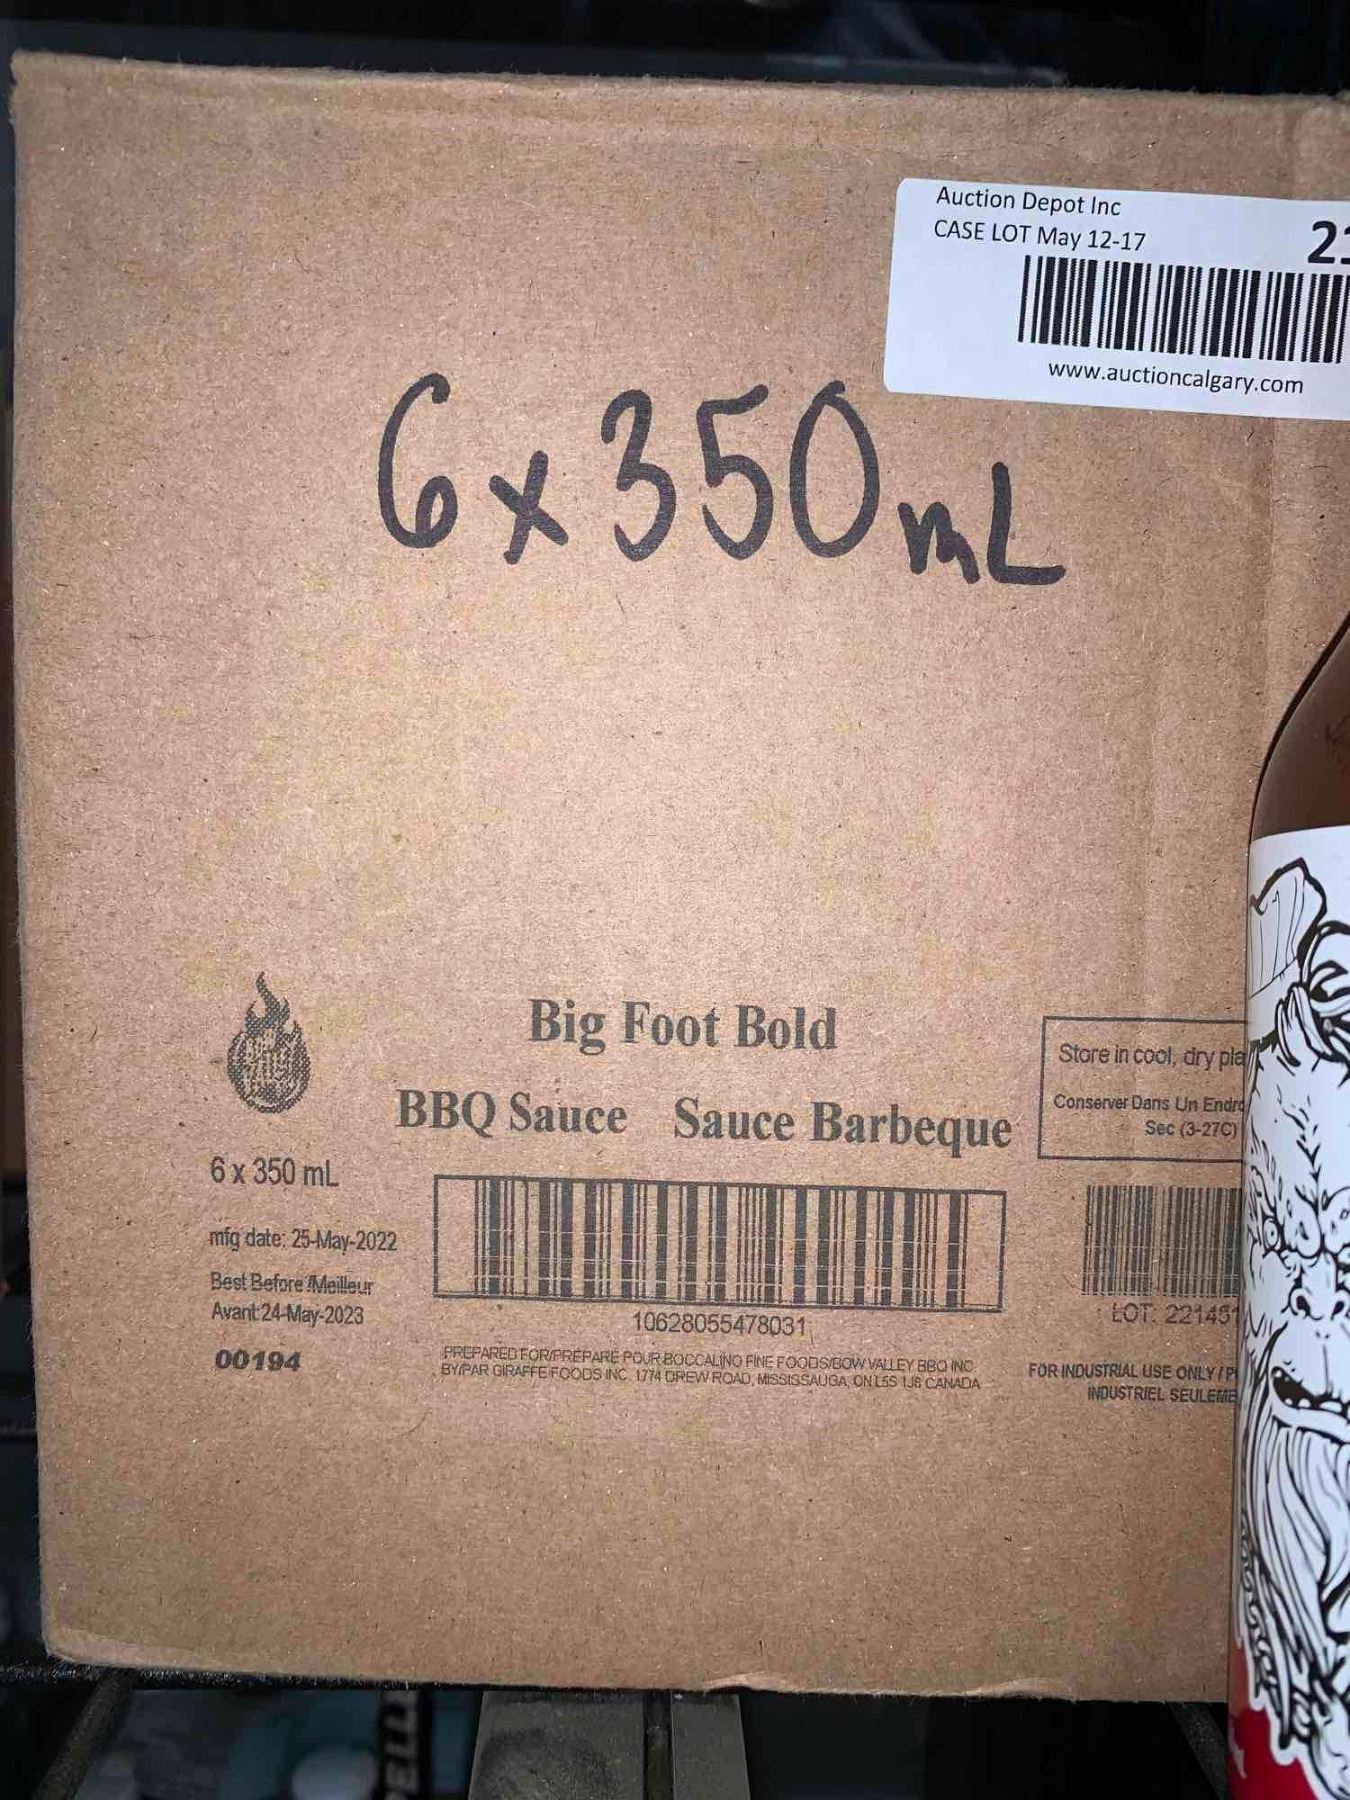 Auction Depot Inc
CASE LOT May 12-17
www.auctioncalgary.com
6x350mL
Big Foot Bold
BBQ Sauce Sauce Barbeque
Store in cool, dry
Conserver Dans Un
Sec (3-27C)
6 x 350 mL
mfg date: 25-May-2022
Best Before /Meilleur
Avant:24-May-2023
00194
10628055478031
PREPARED FOR/PRÉPARÉ POUR BOCCALINO FINE FOODS/BOW VALLEY BBQ INC.
BY/PAR GIRAFFE FOODS INC. 1774 DREW ROAD, MISSISSAUGA, ON L5S 1J6 CANADA
LOT: 221451
FOR INDUSTRIAL USE ONLY /
INDUSTRIEL